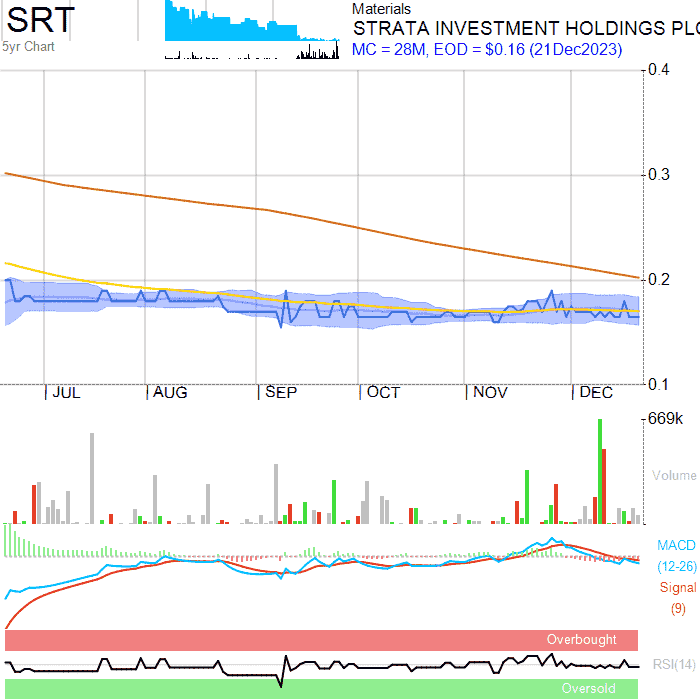 SRT
5yr Chart
Materials
STRATA INVESTMENT HOLDINGS PLC
MC = 28M, EOD = $0.16 (21Dec2023)
0.4
0.3
0.2
0.1
JUL AUG SEP OCT NOV DEC
669k
Volume
MACD
(12-26)
Signal
(9)
Overbought
RSI(14)
Oversold